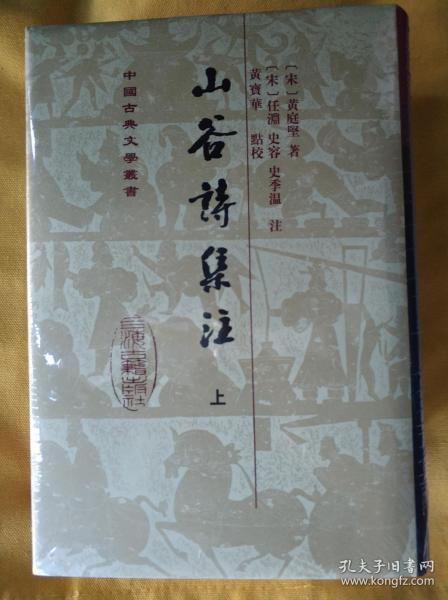 〔宋〕黃庭堅 著
〔宋〕任淵 史容 史季温 注
黃寶華 點校
山谷詩集注
上
中國古典文學叢書
上海古籍出版社
孔夫子旧书网
www.kongfz.com